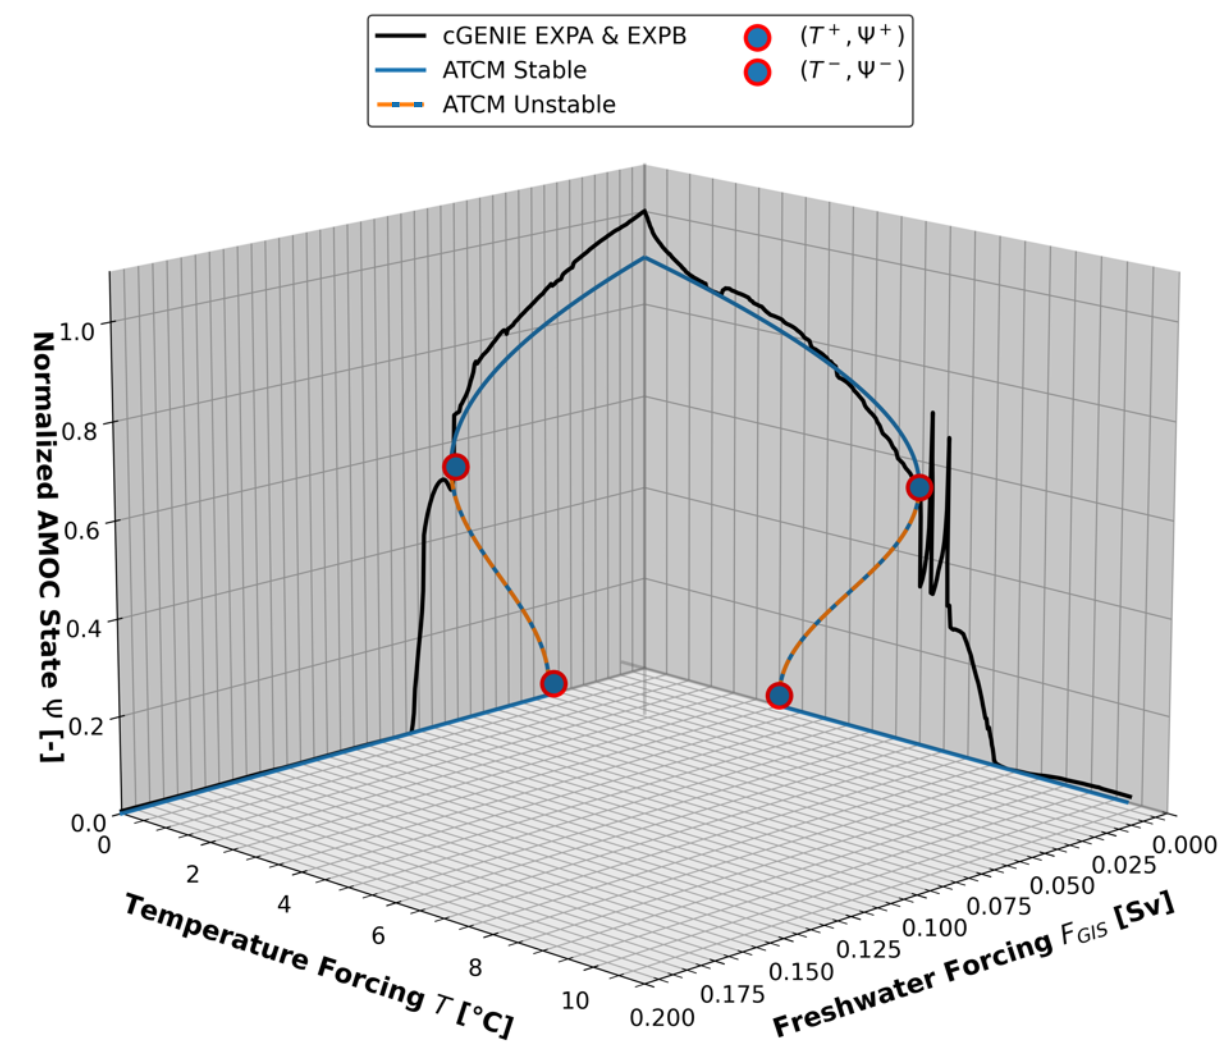 cGENIE EXPA & EXPB
ATCM Stable
ATCM Unstable
(T⁺, Ψ⁺)
(T⁻, Ψ⁻)
Normalized AMOC State Ψ [-]
1.0
0.8
0.6
0.4
0.2
0.0
0
2
4
6
8
10
Temperature Forcing T [°C]
0.000
0.025
0.050
0.075
0.100
0.125
0.150
0.175
0.200
Freshwater Forcing F_GIS [Sv]